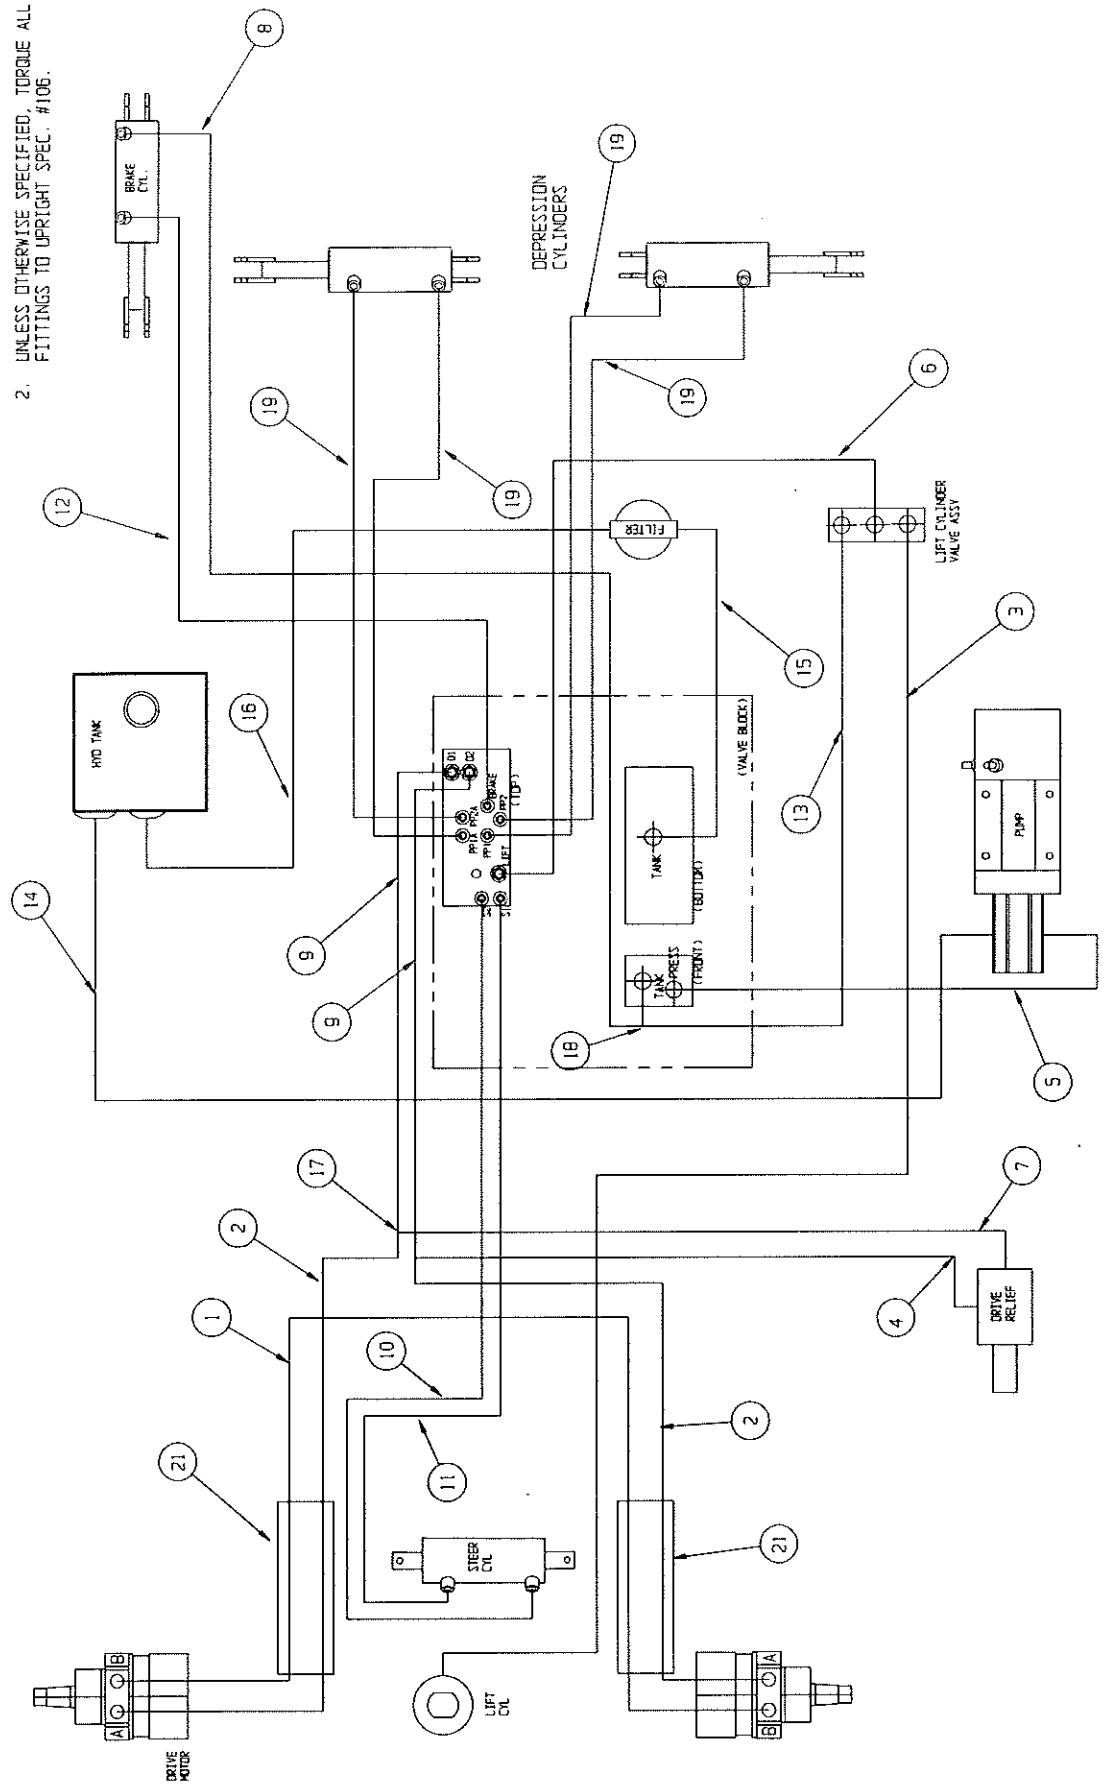 2. UNLESS OTHERWISE SPECIFIED, TORQUE ALL
FITTINGS TO UPRIGHT SPEC. #106.
8
BRAKE
CYL.
12
19
DEPRESSION
CYLINDERS
19
19
19
6
HYD TANK
16
FILTER
LIFT CYLINDER
VALVE ASSY
15
3
14
9
9
D1
D2
PP2A
PP1A
BRAKE
PP2
PP1
(TOP)
LIFT
(VALVE BLOCK)
TANK
(BOTTOM)
TANK
PRESS
(FRONT)
18
13
PUMP
5
17
2
1
7
4
DRIVE
RELIEF
10
11
2
21
21
STEER
CYL
LIFT
CYL
A
B
DRIVE
MOTOR
B
A